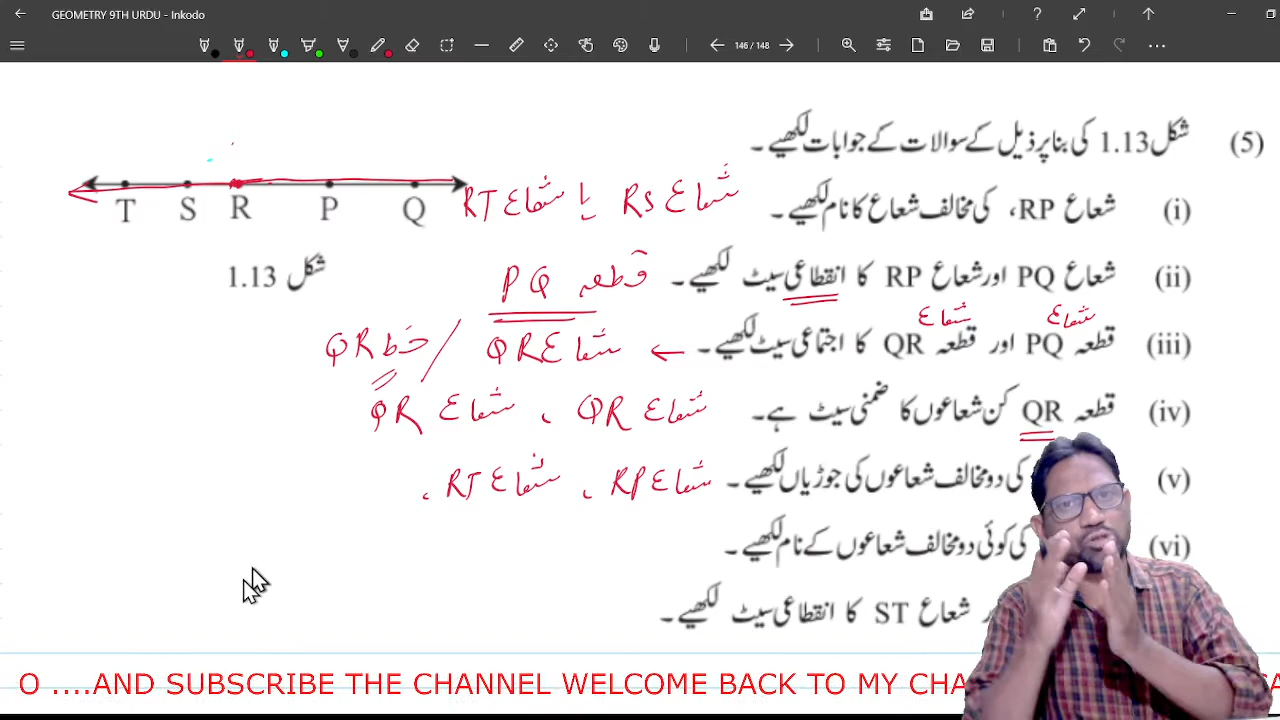 GEOMETRY 9TH URDU - Inkodo
146 / 148
(5) شکل 1.13 کی بنا پر ذیل کے سوالات کے جوابات لکھیے۔
T S R P Q
شکل 1.13
(i) شعاع RP، کی مخالف شعاع کا نام لکھیے۔ شعاع RS یا شعاع RT
(ii) شعاع PQ اور شعاع RP کا انقطاعی سیٹ لکھیے۔ قطعہ PQ
شعاع شعاع
(iii) قطعہ PQ اور قطعہ QR کا اجتماعی سیٹ لکھیے۔ ← شعاع QR / خط QR
(iv) قطعہ QR کن شعاعوں کا ضمنی سیٹ ہے۔ شعاع QR ، شعاع QR
(v) کی دو مخالف شعاعوں کی جوڑیاں لکھیے۔ شعاع RP ، شعاع RT ،
(vi) کی کوئی دو مخالف شعاعوں کے نام لکھیے۔
شعاع ST کا انقطاعی سیٹ لکھیے۔
O ....AND SUBSCRIBE THE CHANNEL WELCOME BACK TO MY CHA